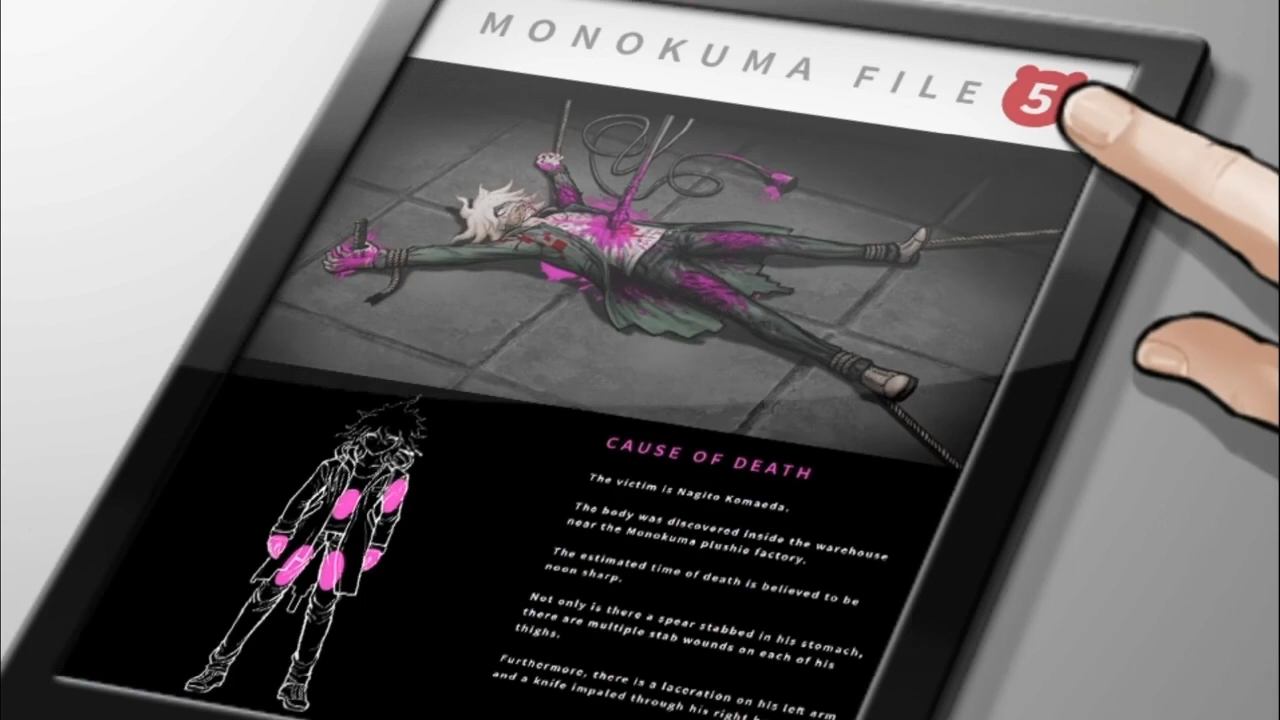 MONOKUMA FILE 5
CAUSE OF DEATH
The victim is Nagito Komaeda.
The body was discovered inside the warehouse
near the Monokuma plushie factory.
The estimated time of death is believed to be
noon sharp.
Not only is there a spear stabbed in his stomach,
there are multiple stab wounds on each of his
thighs.
Furthermore, there is a laceration on his left arm
and a knife impaled through his right